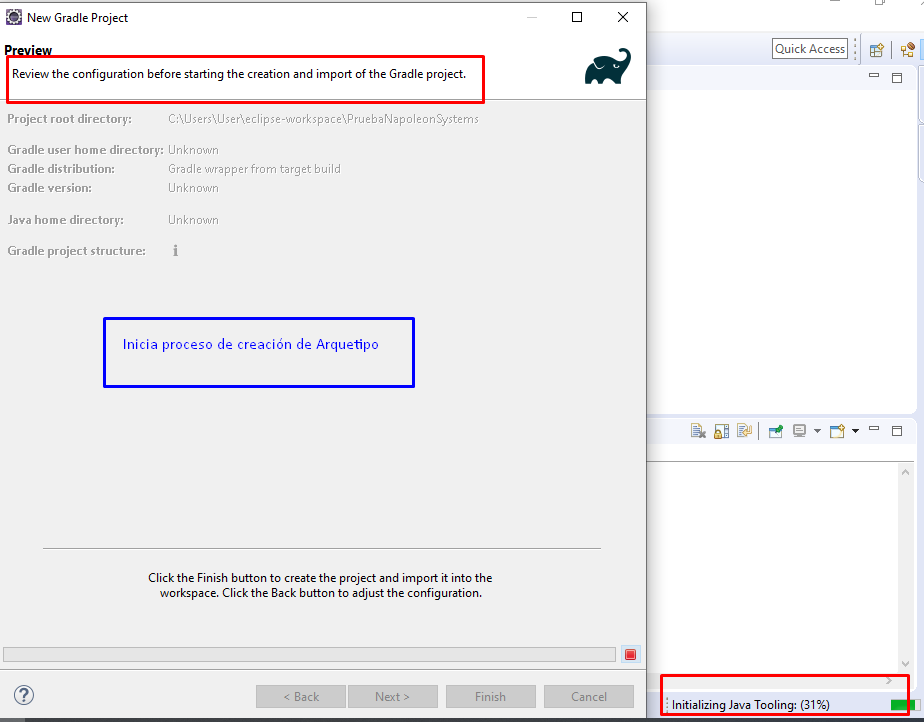 New Gradle Project
Preview
Review the configuration before starting the creation and import of the Gradle project.
Project root directory: C:\Users\User\eclipse-workspace\PruebaNapoleonSystems
Gradle user home directory: Unknown
Gradle distribution: Gradle wrapper from target build
Gradle version: Unknown
Java home directory: Unknown
Gradle project structure:
Inicia proceso de creación de Arquetipo
Click the Finish button to create the project and import it into the
workspace. Click the Back button to adjust the configuration.
< Back Next > Finish Cancel
Quick Access
Initializing Java Tooling: (31%)